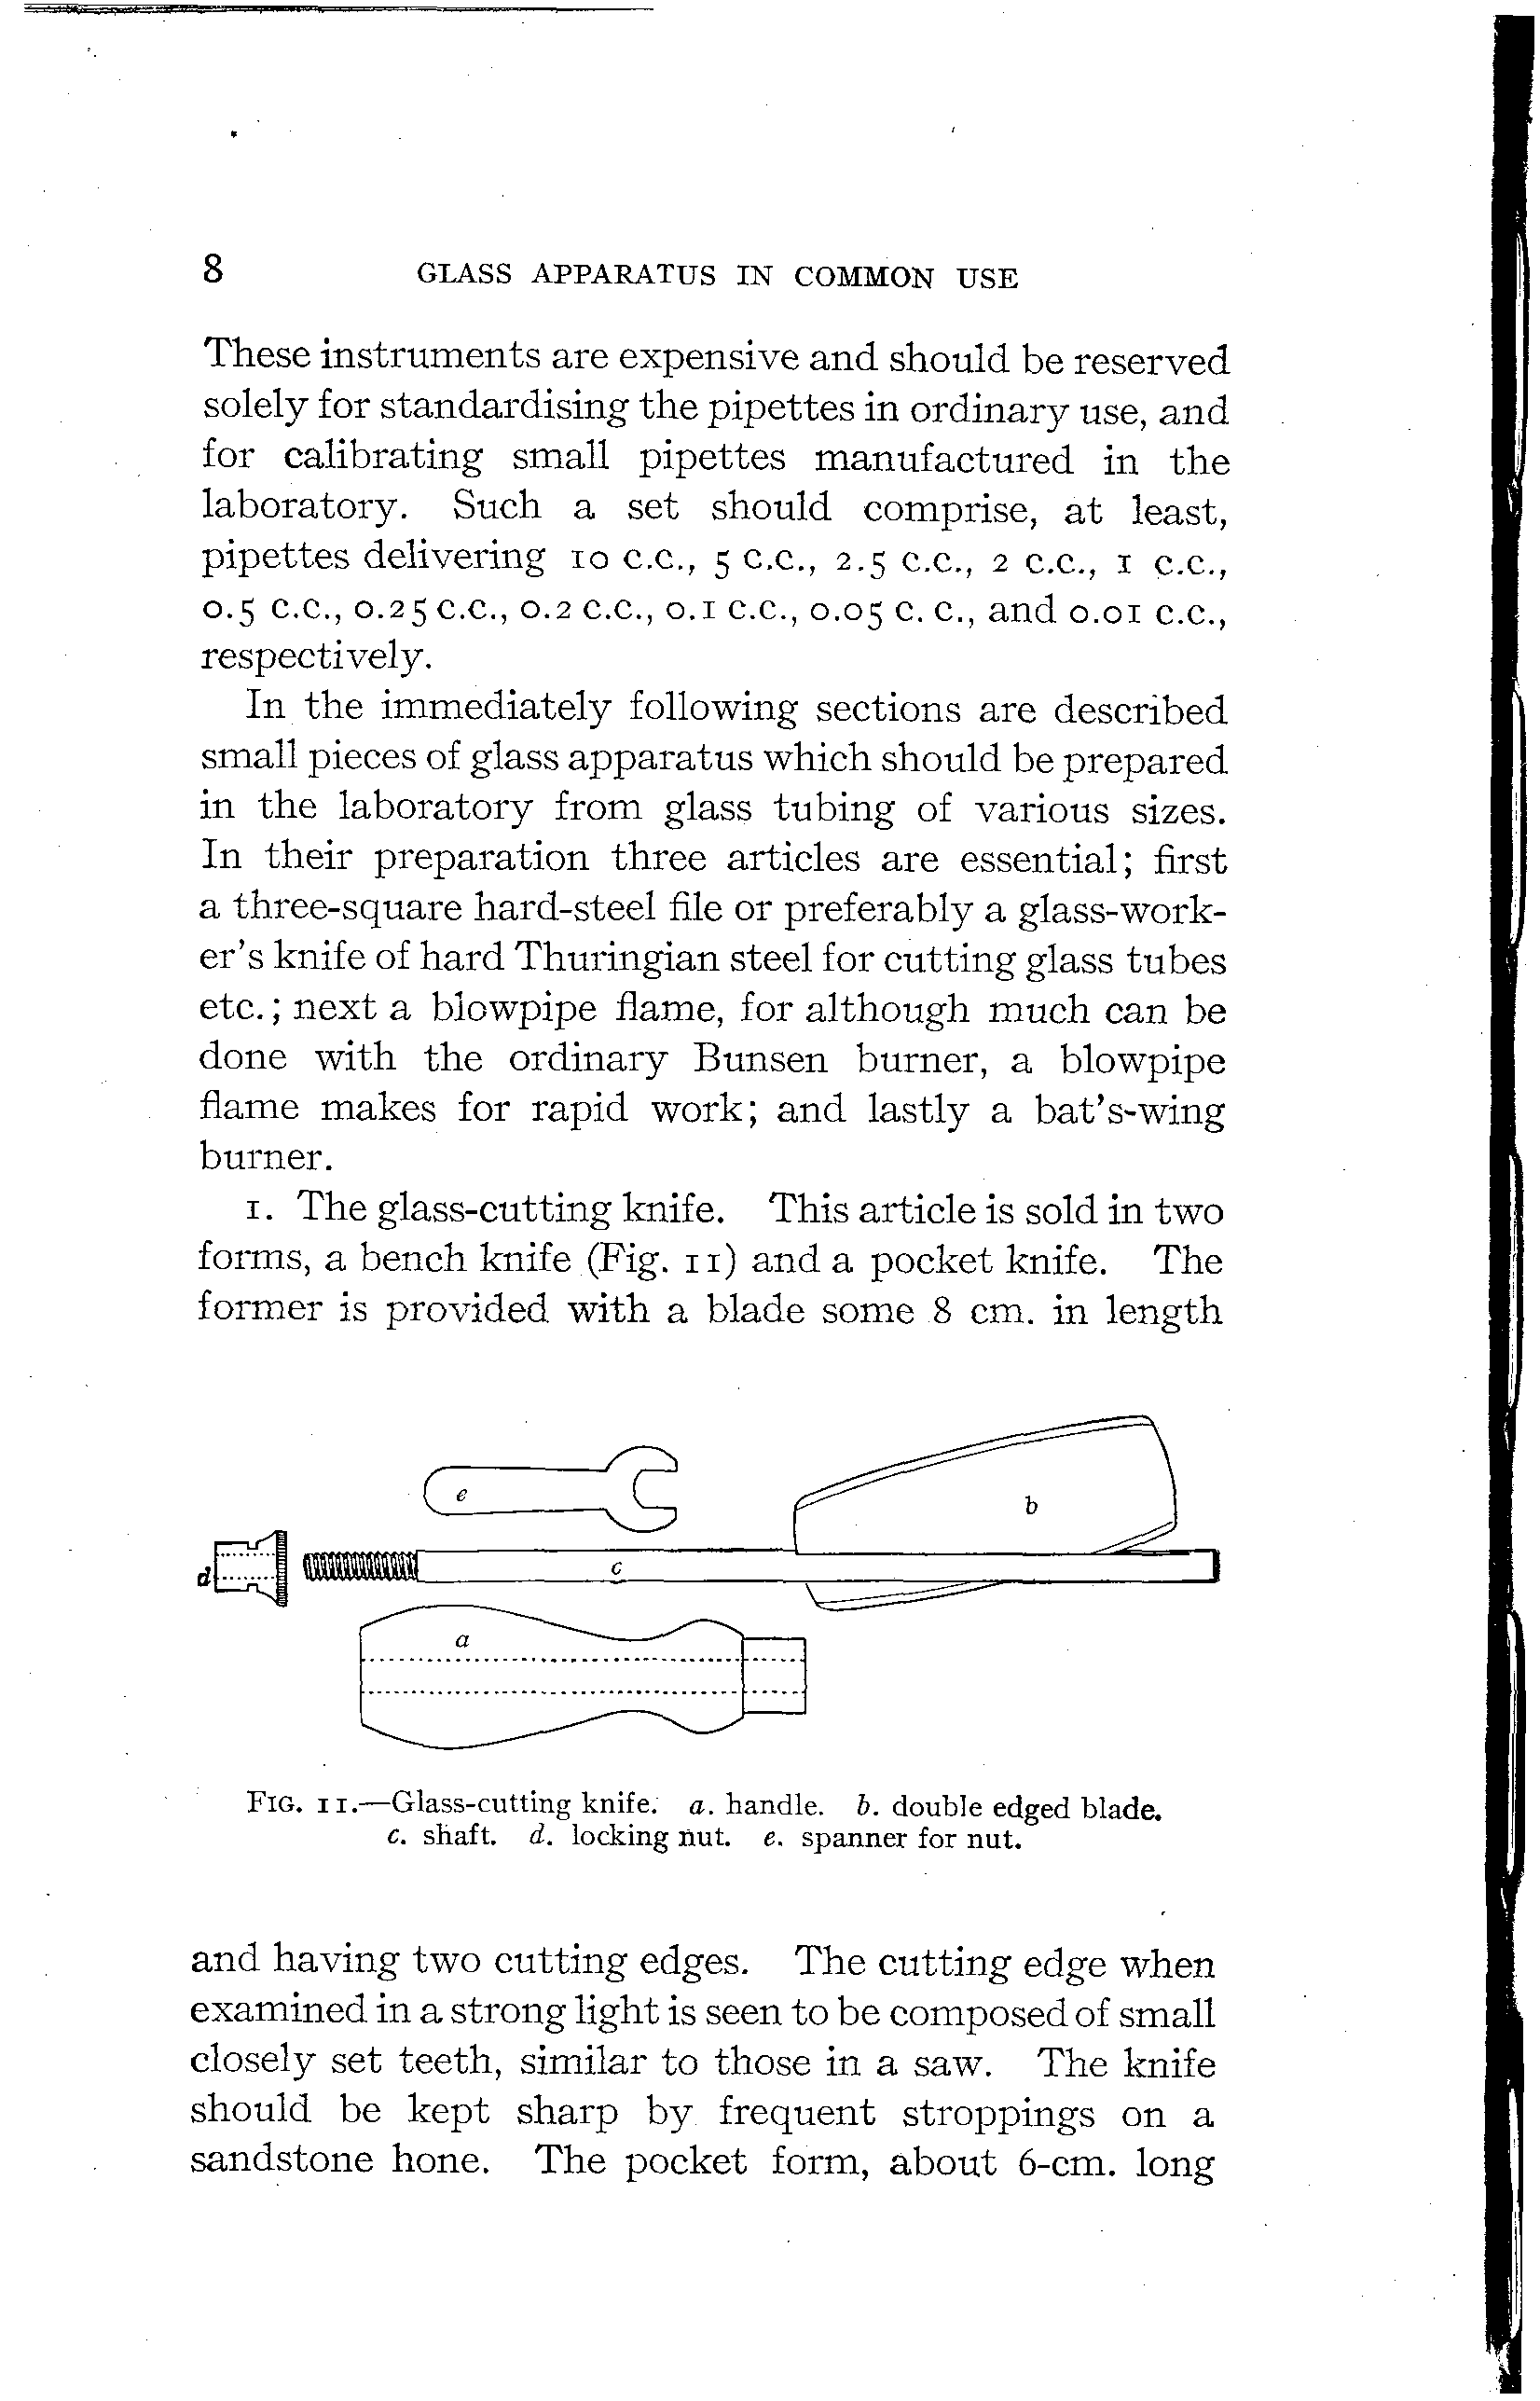 8 GLASS APPARATUS IN COMMON USE
These instruments are expensive and should be reserved
solely for standardising the pipettes in ordinary use, and
for calibrating small pipettes manufactured in the
laboratory. Such a set should comprise, at least,
pipettes delivering 10 c.c., 5 c.c., 2.5 c.c., 2 c.c., 1 c.c.,
0.5 c.c., 0.25 c.c., 0.2 c.c., 0.1 c.c., 0.05 c. c., and 0.01 c.c.,
respectively.
In the immediately following sections are described
small pieces of glass apparatus which should be prepared
in the laboratory from glass tubing of various sizes.
In their preparation three articles are essential; first
a three-square hard-steel file or preferably a glass-work-
er's knife of hard Thuringian steel for cutting glass tubes
etc.; next a blowpipe flame, for although much can be
done with the ordinary Bunsen burner, a blowpipe
flame makes for rapid work; and lastly a bat's-wing
burner.
1. The glass-cutting knife. This article is sold in two
forms, a bench knife (Fig. 11) and a pocket knife. The
former is provided with a blade some 8 cm. in length
e
b
d
c
a
FIG. 11.—Glass-cutting knife. a. handle. b. double edged blade.
c. shaft. d. locking nut. e. spanner for nut.
and having two cutting edges. The cutting edge when
examined in a strong light is seen to be composed of small
closely set teeth, similar to those in a saw. The knife
should be kept sharp by frequent stroppings on a
sandstone hone. The pocket form, about 6-cm. long